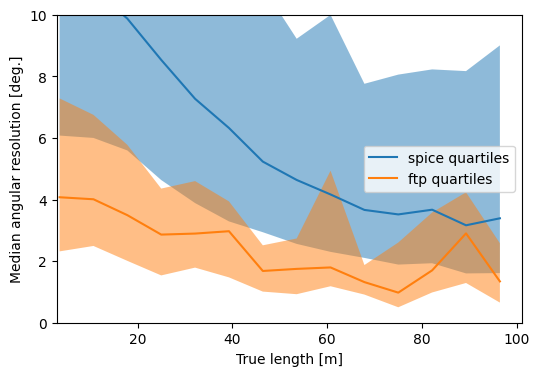 Median angular resolution [deg.]
10
8
6
4
2
0
spice quartiles
ftp quartiles
20
40
60
80
100
True length [m]